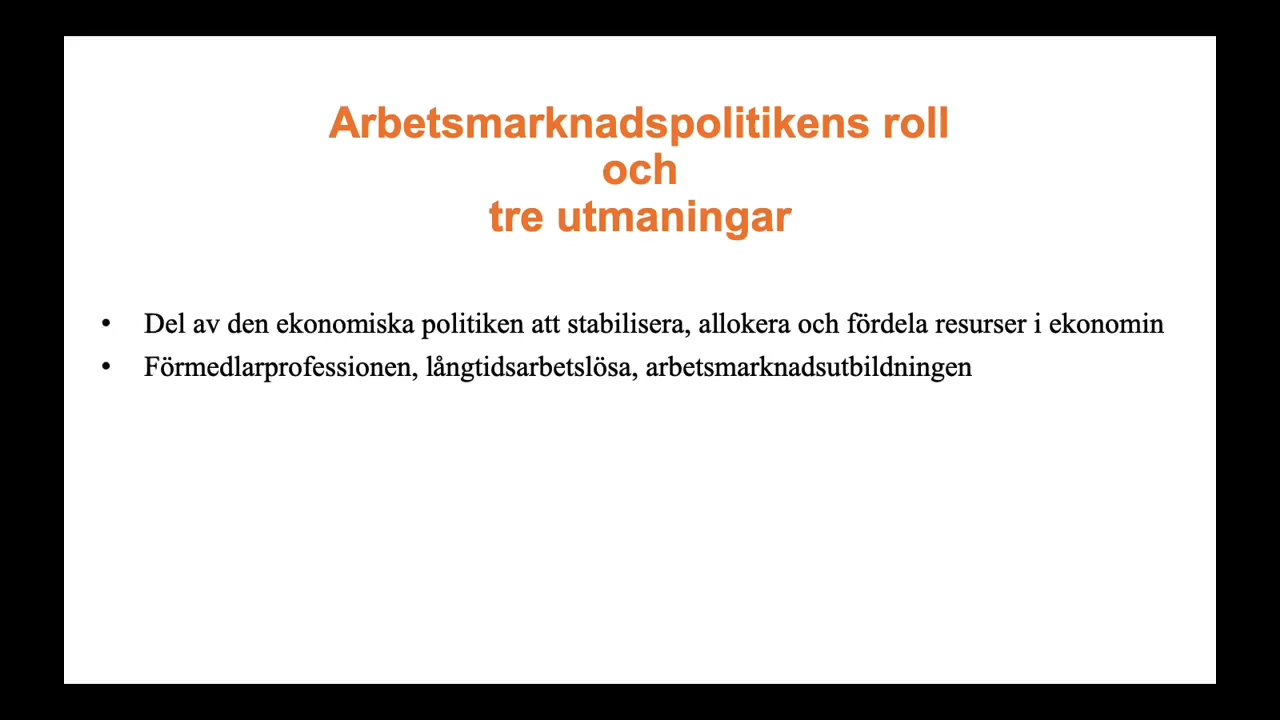 Arbetsmarknadspolitikens roll
och
tre utmaningar
• Del av den ekonomiska politiken att stabilisera, allokera och fördela resurser i ekonomin
• Förmedlarprofessionen, långtidsarbetslösa, arbetsmarknadsutbildningen